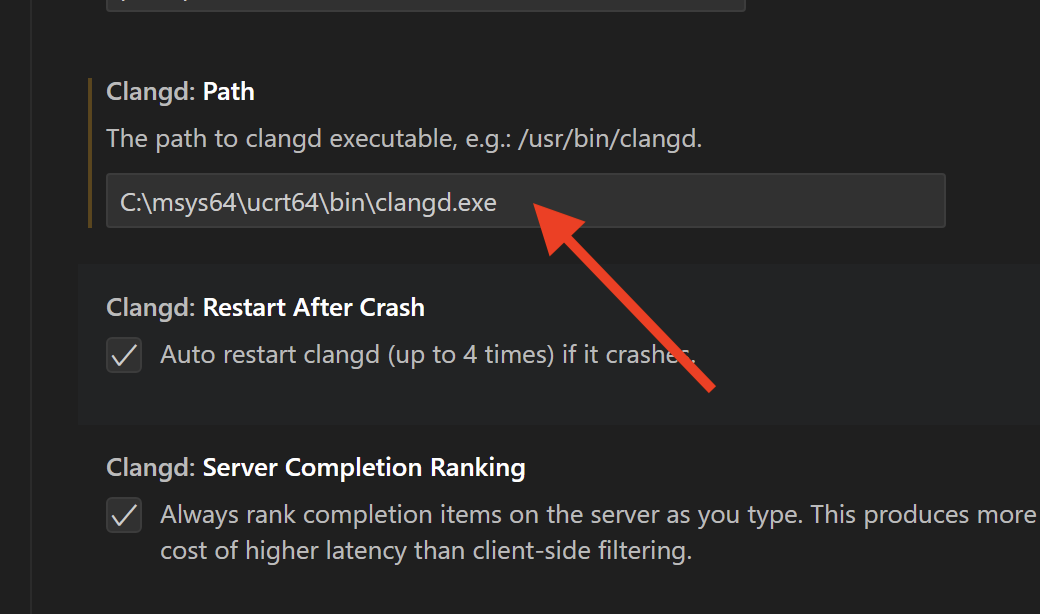 Clangd: Path
The path to clangd executable, e.g.: /usr/bin/clangd.
C:\msys64\ucrt64\bin\clangd.exe
Clangd: Restart After Crash
Auto restart clangd (up to 4 times) if it crashes.
Clangd: Server Completion Ranking
Always rank completion items on the server as you type. This produces more
cost of higher latency than client-side filtering.